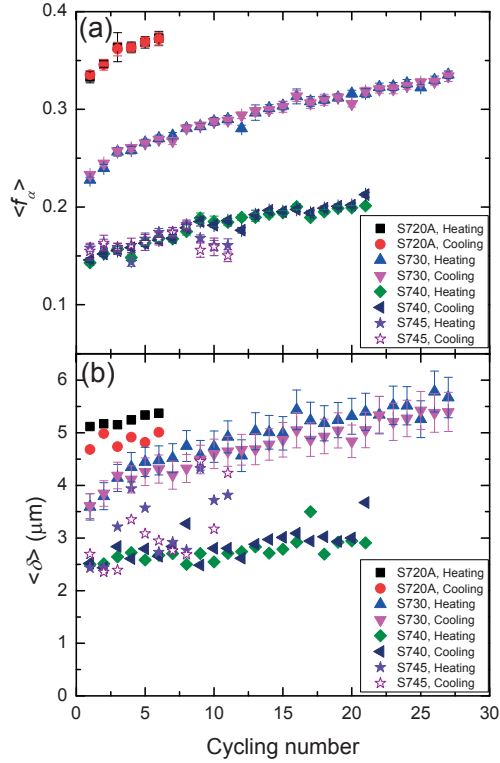 (a)
0.4
0.3
0.2
0.1
<fα>
S720A, Heating
S720A, Cooling
S730, Heating
S730, Cooling
S740, Heating
S740, Cooling
S745, Heating
S745, Cooling
(b)
6
5
4
3
2
1
0
<δ> (μm)
S720A, Heating
S720A, Cooling
S730, Heating
S730, Cooling
S740, Heating
S740, Cooling
S745, Heating
S745, Cooling
0 5 10 15 20 25 30
Cycling number